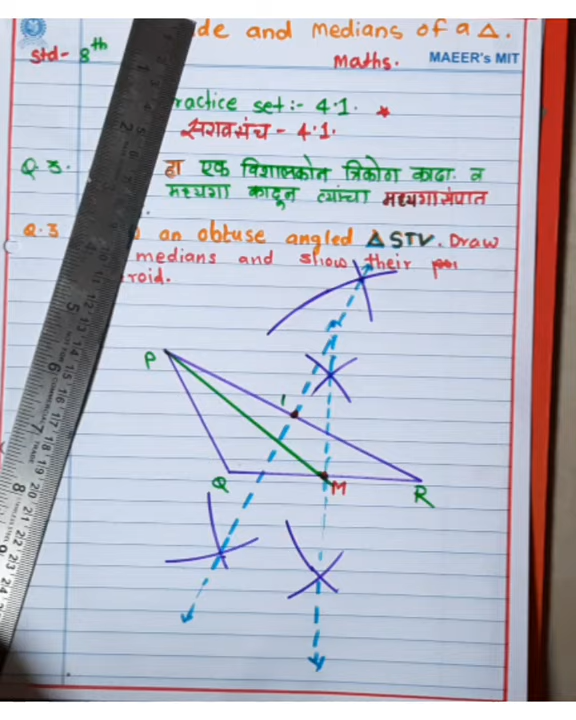 de and medians of a △.
Std- 8th Maths. MAEER's MIT
ractice set:- 4.1. *
सरावसंच - 4.1.
Q 3. हा एक विशालकोन त्रिकोण काढा. व
मध्यगा काढून त्यांचा मध्यगासंपात
Q.3 an obtuse angled △STV. Draw
medians and show their poi
roid.
P
Q
M
R